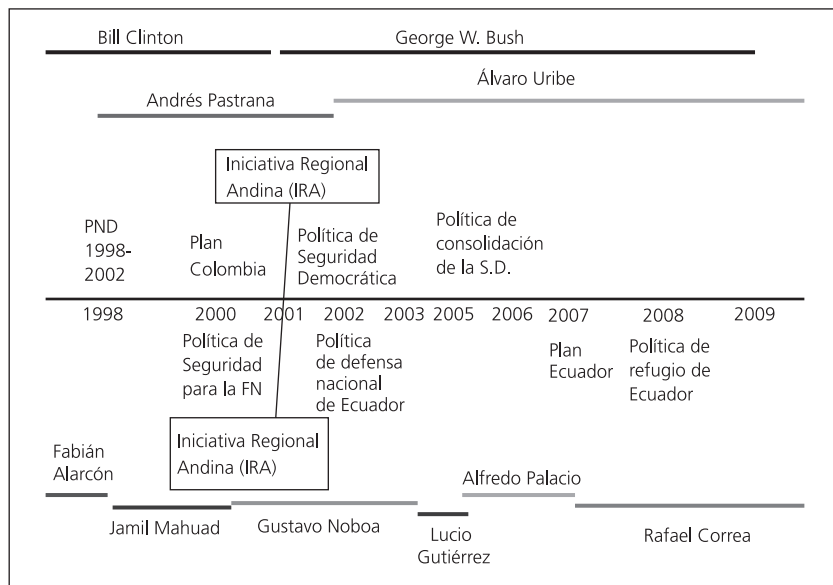 Bill Clinton
George W. Bush
Álvaro Uribe
Andrés Pastrana
Iniciativa Regional
Andina (IRA)
PND
1998-
2002
Plan
Colombia
Política de
Seguridad
Democrática
Política de
consolidación
de la S.D.
1998 2000 2001 2002 2003 2005 2006 2007 2008 2009
Política de
Seguridad
para la FN
Política
de defensa
nacional
de Ecuador
Plan
Ecuador
Política de
refugio de
Ecuador
Iniciativa Regional
Andina (IRA)
Fabián
Alarcón
Jamil Mahuad
Gustavo Noboa
Lucio
Gutiérrez
Alfredo Palacio
Rafael Correa